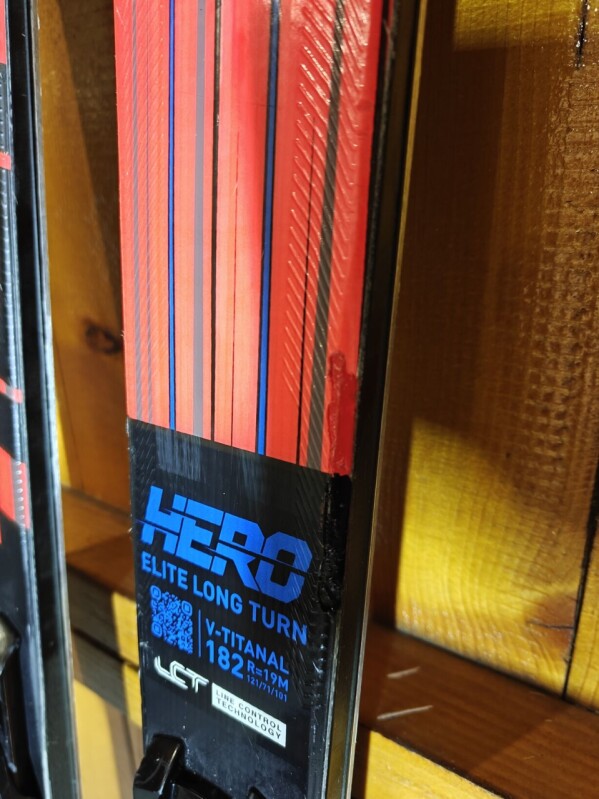 HERO
ELITE LONG TURN
V-TITANAL
182 R=19M
121/71/101
LCT
LINE CONTROL
TECHNOLOGY